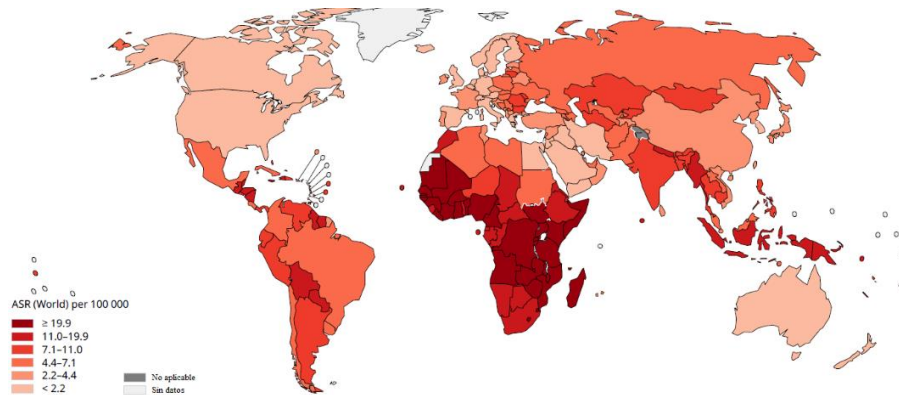 ASR (World) per 100 000
≥ 19.9
11.0–19.9
7.1–11.0
4.4–7.1
2.2–4.4
< 2.2
No aplicable
Sin datos